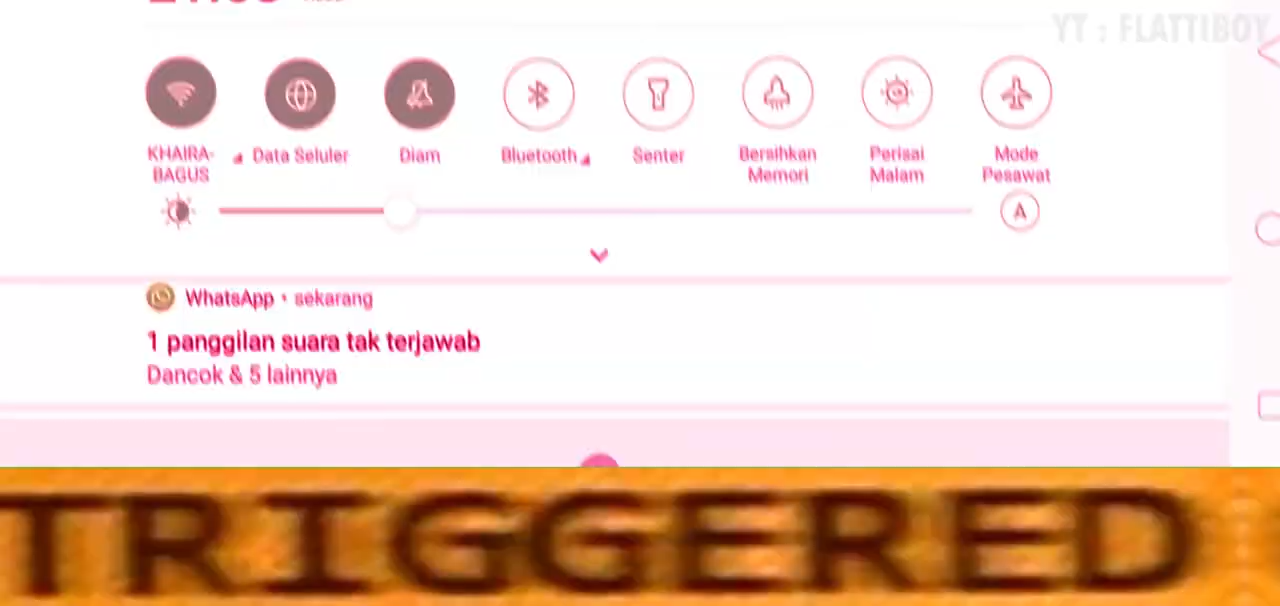 YT : FLATTIBOY
KHAIRA-
BAGUS
Data Seluler
Diam
Bluetooth
Senter
Bersihkan
Memori
Perisai
Malam
Mode
Pesawat
A
WhatsApp • sekarang
1 panggilan suara tak terjawab
Dancok & 5 lainnya
TRIGGERED